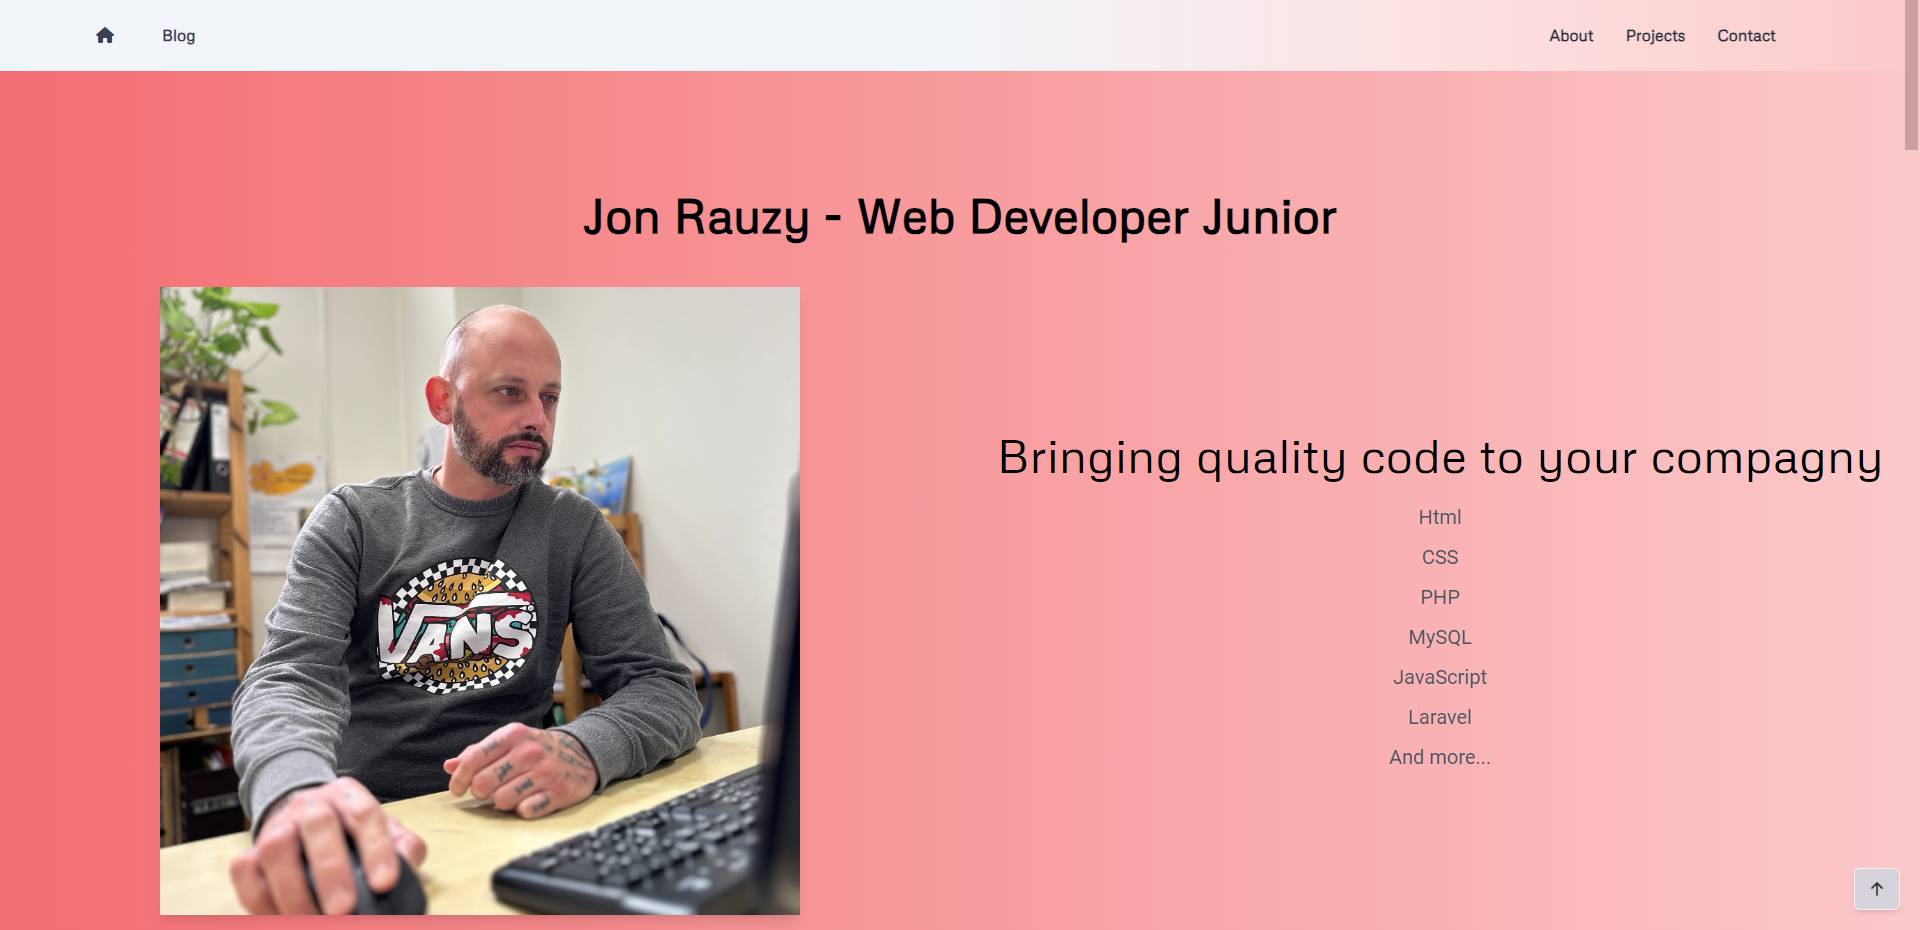 Blog
About Projects Contact
Jon Rauzy - Web Developer Junior
Bringing quality code to your compagny
Html
CSS
PHP
MySQL
JavaScript
Laravel
And more...
VANS